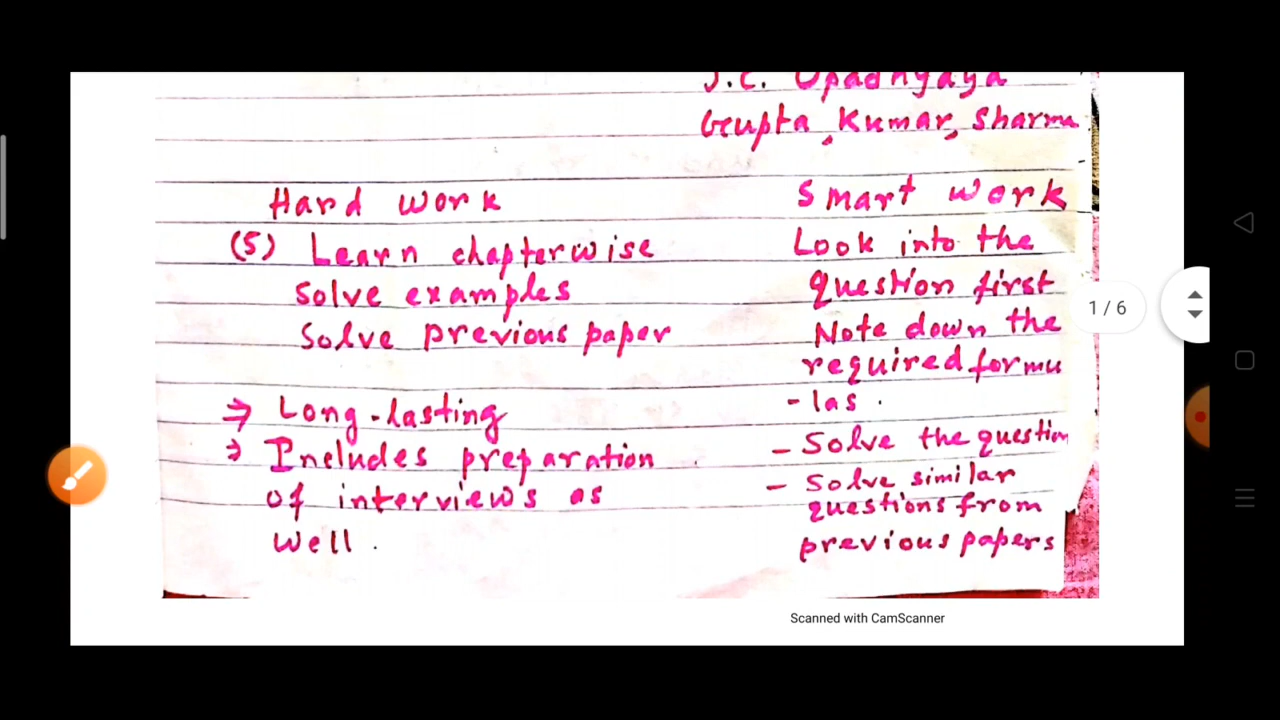 J.C. Upadhyaya
Gupta, Kumar, Sharma
Hard work
(5) Learn chapterwise
Solve examples
Solve previous paper
⇒ Long-lasting
⇒ Includes preparation
of interviews as
well.
Smart work
Look into the
question first
Note down the
required formu
-las.
- Solve the question
- Solve similar
questions from
previous papers
1 / 6
Scanned with CamScanner